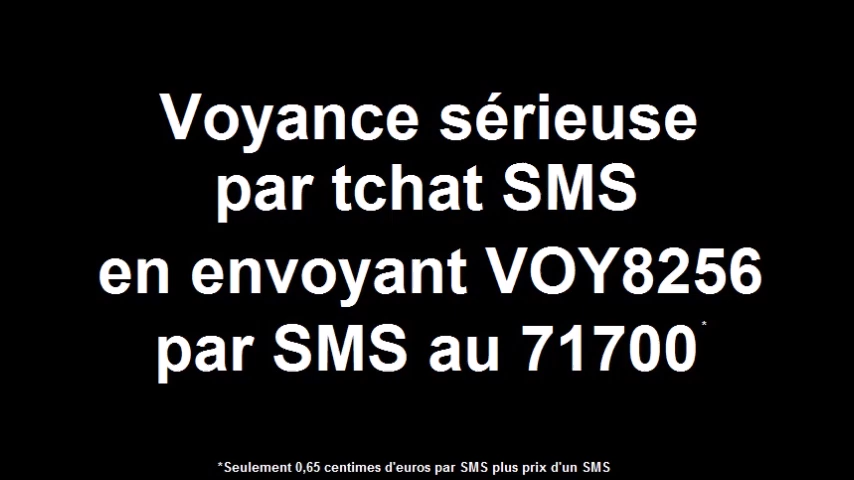 Voyance sérieuse
par tchat SMS
en envoyant VOY8256
par SMS au 71700*
*Seulement 0,65 centimes d'euros par SMS plus prix d'un SMS